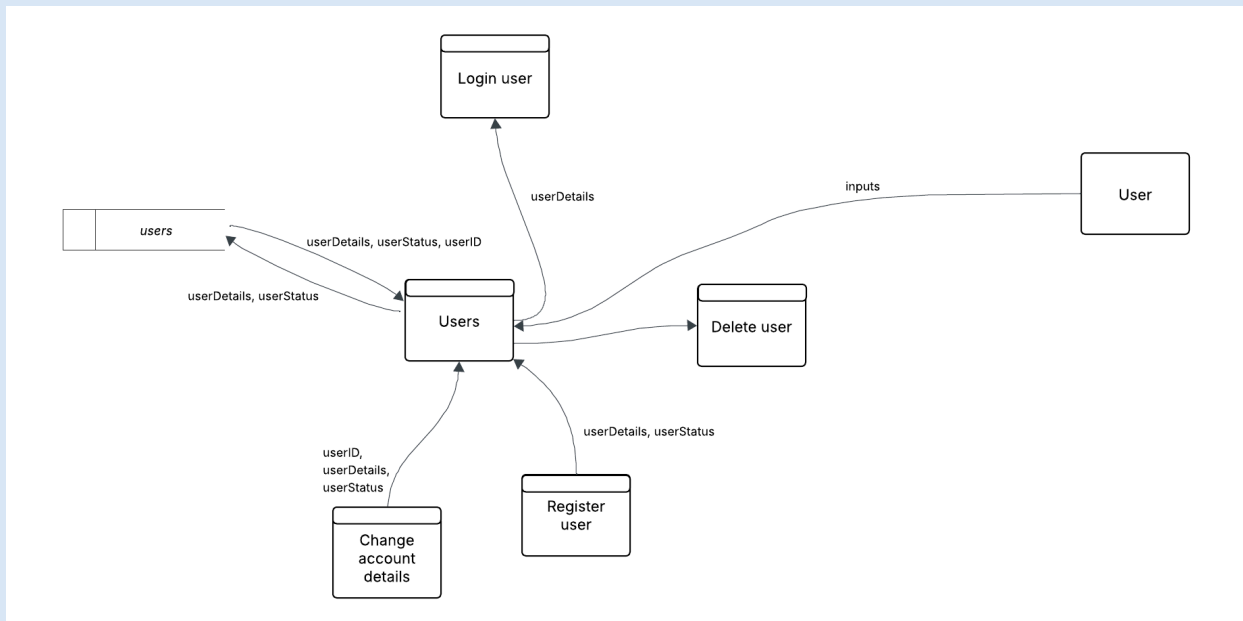 Login user
userDetails
inputs
User
users
userDetails, userStatus, userID
userDetails, userStatus
Users
Delete user
userDetails, userStatus
userID,
userDetails,
userStatus
Register
user
Change
account
details